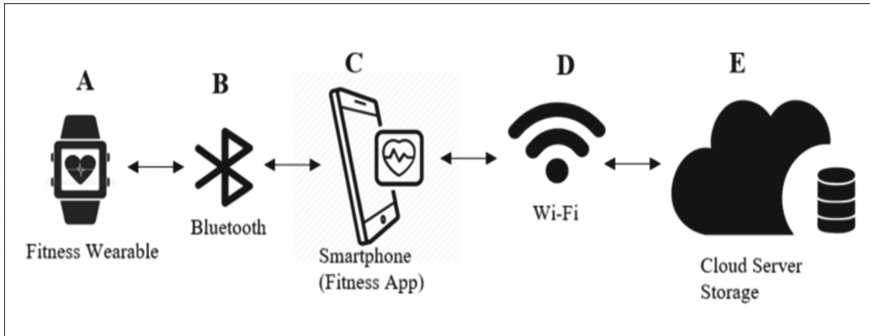 A
B
C
D
E
Fitness Wearable
Bluetooth
Smartphone
(Fitness App)
Wi-Fi
Cloud Server
Storage